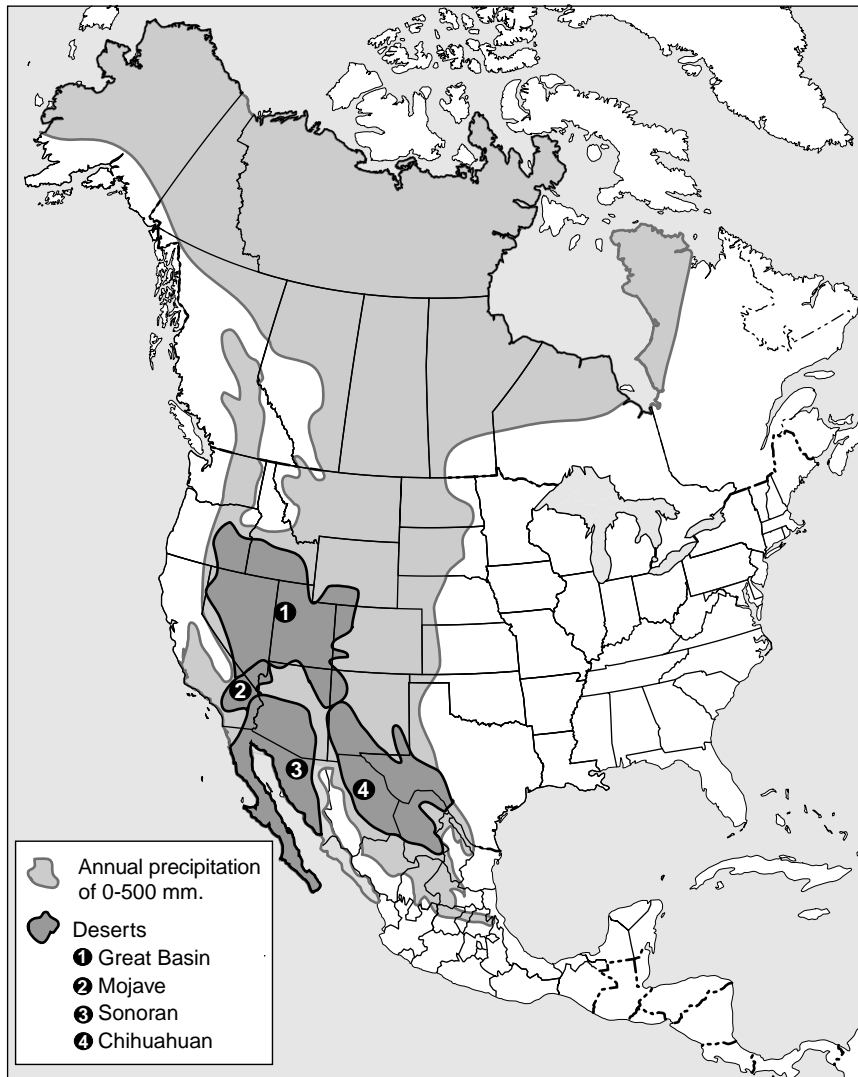 1
2
3
4
Annual precipitation
of 0-500 mm.
Deserts
1 Great Basin
2 Mojave
3 Sonoran
4 Chihuahuan